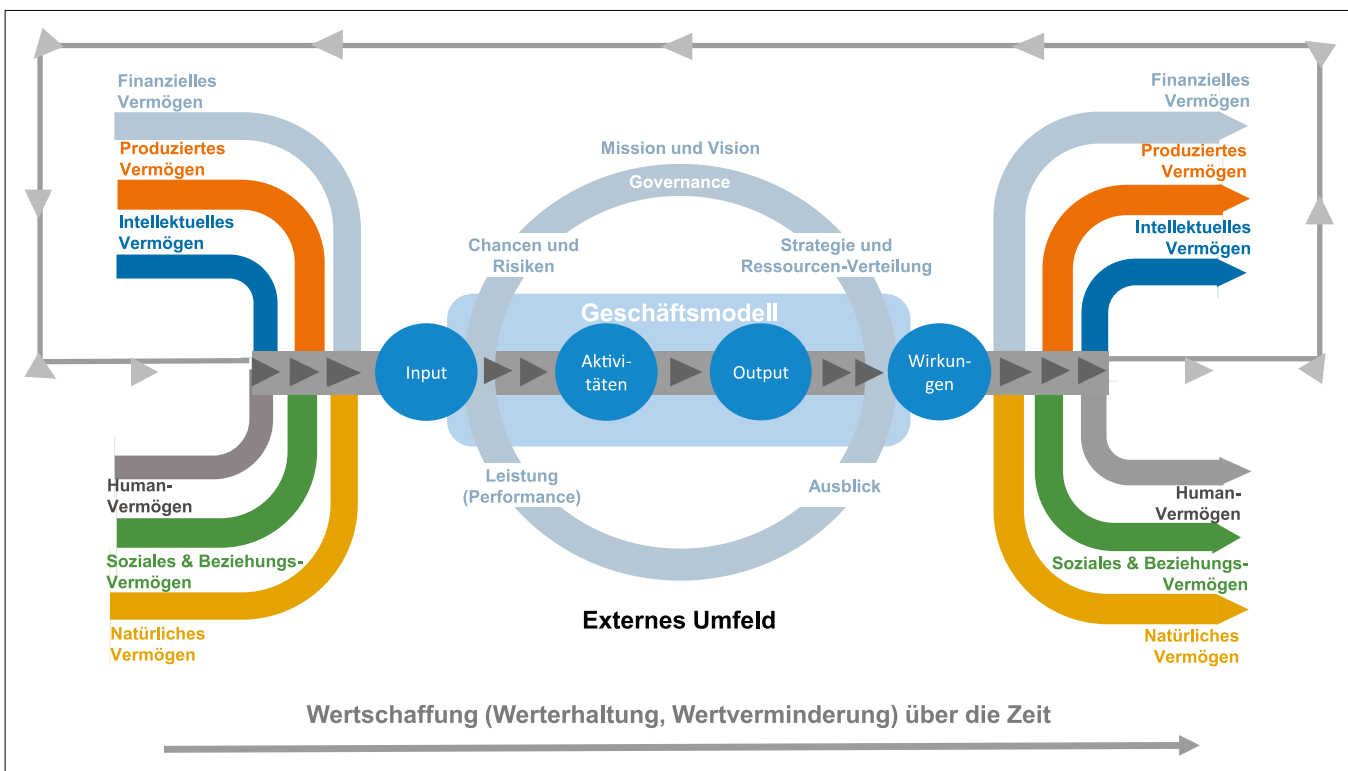 Finanzielles
Vermögen
Produziertes
Vermögen
Intellektuelles
Vermögen
Human-
Vermögen
Soziales & Beziehungs-
Vermögen
Natürliches
Vermögen
Mission und Vision
Governance
Chancen und
Risiken
Strategie und
Ressourcen-Verteilung
Geschäftsmodell
Input
Aktivi-
täten
Output
Wirkun-
gen
Leistung
(Performance)
Ausblick
Externes Umfeld
Finanzielles
Vermögen
Produziertes
Vermögen
Intellektuelles
Vermögen
Human-
Vermögen
Soziales & Beziehungs-
Vermögen
Natürliches
Vermögen
Wertschaffung (Werterhaltung, Wertverminderung) über die Zeit